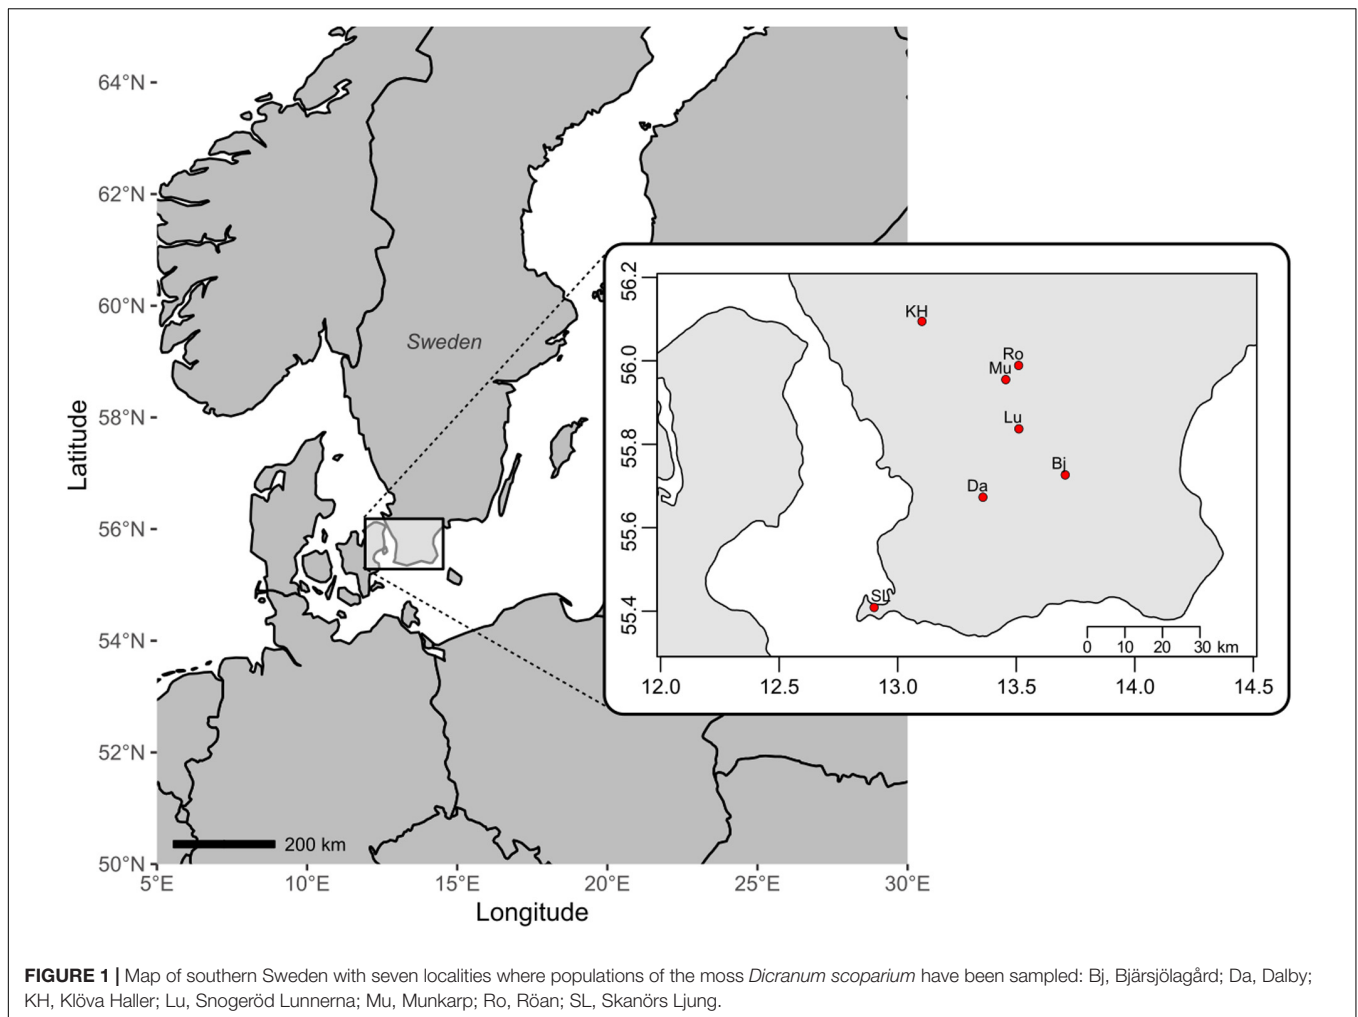 64°N
62°N
60°N
58°N
56°N
54°N
52°N
50°N
Latitude
5°E 10°E 15°E 20°E 25°E 30°E
Longitude
200 km
Sweden
56.2
56.0
55.8
55.6
55.4
KH
Ro
Mu
Lu
Bj
Da
SL
0 10 20 30 km
12.0 12.5 13.0 13.5 14.0 14.5
FIGURE 1 | Map of southern Sweden with seven localities where populations of the moss Dicranum scoparium have been sampled: Bj, Bjärsjölagård; Da, Dalby;
KH, Klöva Haller; Lu, Snogeröd Lunnerna; Mu, Munkarp; Ro, Röan; SL, Skanörs Ljung.